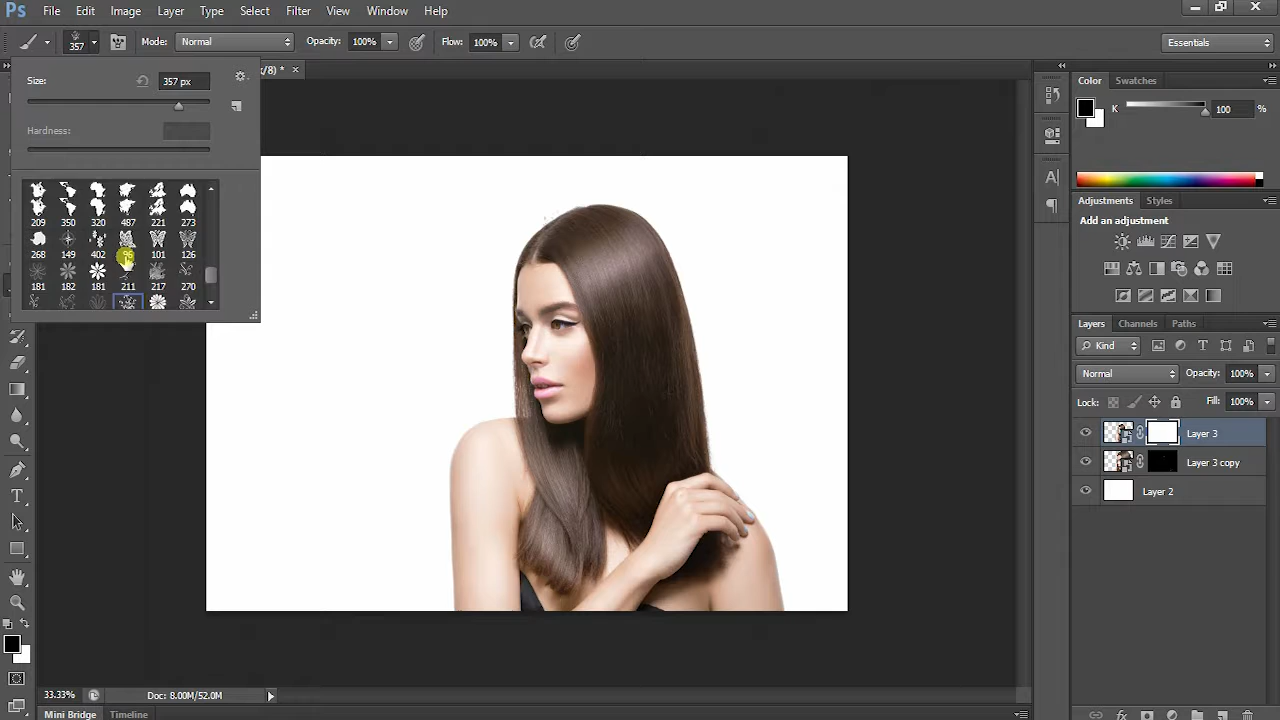 Ps File Edit Image Layer Type Select Filter View Window Help
357 Mode: Normal Opacity: 100% Flow: 100% Essentials
Size: 357 px
/8) * ×
Hardness:
209 350 320 487 221 273
268 149 402 95 101 126
181 182 181 211 217 270
Color Swatches
K 100 %
Adjustments Styles
Add an adjustment
Layers Channels Paths
Kind T
Normal Opacity: 100%
Lock: Fill: 100%
Layer 3
Layer 3 copy
Layer 2
A
T
33.33% Doc: 8.00M/52.0M
Mini Bridge Timeline
fx